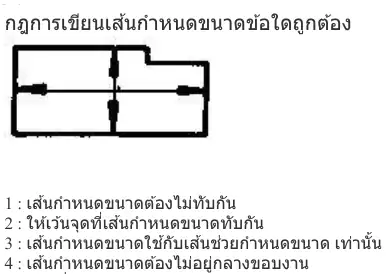 กฎการเขียนเส้นกำหนดขนาดข้อใดถูกต้อง
1 : เส้นกำหนดขนาดต้องไม่ทับกัน
2 : ให้เว้นจุดที่เส้นกำหนดขนาดทับกัน
3 : เส้นกำหนดขนาดใช้กับเส้นช่วยกำหนดขนาด เท่านั้น
4 : เส้นกำหนดขนาดต้องไม่อยู่กลางขอบงาน